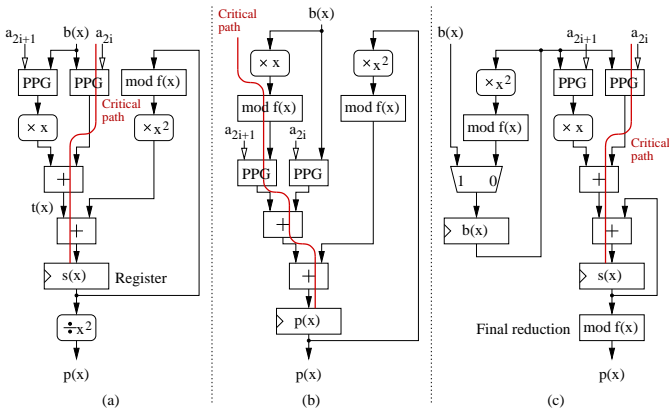 a2i+1 b(x) a2i
PPG PPG mod f(x)
Critical
path
× x × x2
+
t(x)
+
s(x) Register
÷ x2
p(x)
(a)
Critical
path
b(x)
× x × x2
mod f(x) mod f(x)
a2i+1 a2i
PPG PPG
+
+
p(x)
p(x)
(b)
b(x) a2i+1 a2i
× x2 PPG PPG
mod f(x) × x
Critical
path
1 0 +
b(x) +
s(x)
Final reduction mod f(x)
p(x)
(c)